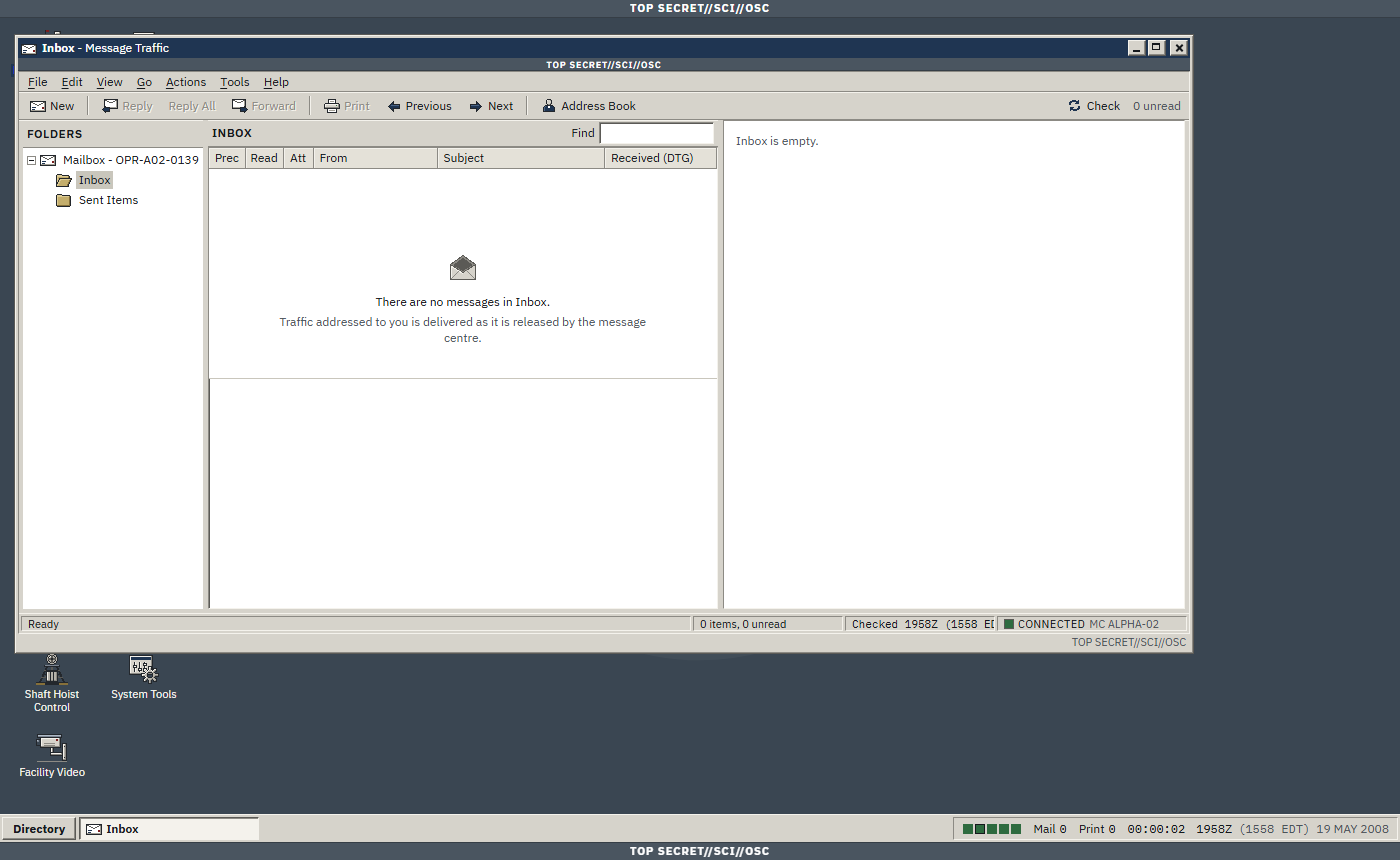 TOP SECRET//SCI//OSC
Inbox - Message Traffic
TOP SECRET//SCI//OSC
File Edit View Go Actions Tools Help
New Reply Reply All Forward Print Previous Next Address Book Check 0 unread
FOLDERS
Mailbox - OPR-A02-0139
Inbox
Sent Items
INBOX Find
Prec Read Att From Subject Received (DTG)
There are no messages in Inbox.
Traffic addressed to you is delivered as it is released by the message
centre.
Inbox is empty.
Ready 0 items, 0 unread Checked 1958Z (1558 ED CONNECTED MC ALPHA-02
TOP SECRET//SCI//OSC
Shaft Hoist
Control
System Tools
Facility Video
Directory Inbox Mail 0 Print 0 00:00:02 1958Z (1558 EDT) 19 MAY 2008
TOP SECRET//SCI//OSC